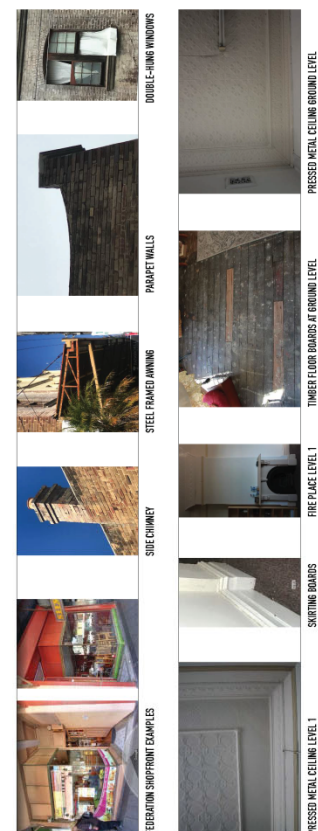 FEDERATION SHOPFRONT EXAMPLES
SIDE CHIMNEY
STEEL FRAMED AWNING
PARAPET WALLS
DOUBLE-HUNG WINDOWS
PRESSED METAL CEILING LEVEL 1
SKIRTING BOARDS
FIRE PLACE LEVEL 1
TIMBER FLOOR BOARDS AT GROUND LEVEL
PRESSED METAL CEILING GROUND LEVEL